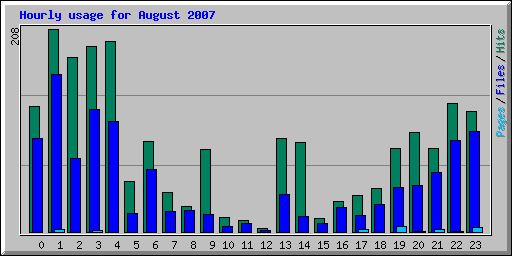 Hourly usage for August 2007
208
Pages/Files/Hits
0 1 2 3 4 5 6 7 8 9 10 11 12 13 14 15 16 17 18 19 20 21 22 23